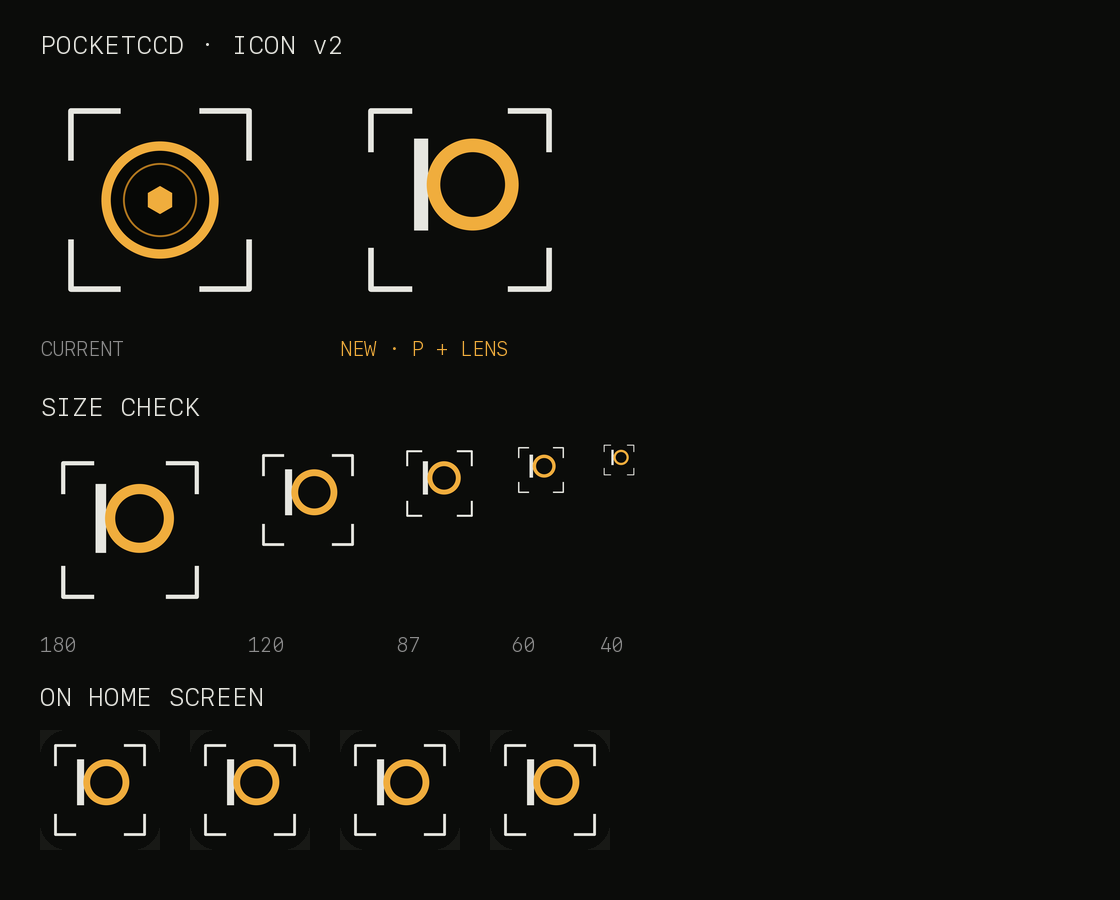 POCKETCCD · ICON v2
CURRENT
NEW · P + LENS
SIZE CHECK
180
120
87
60
40
ON HOME SCREEN